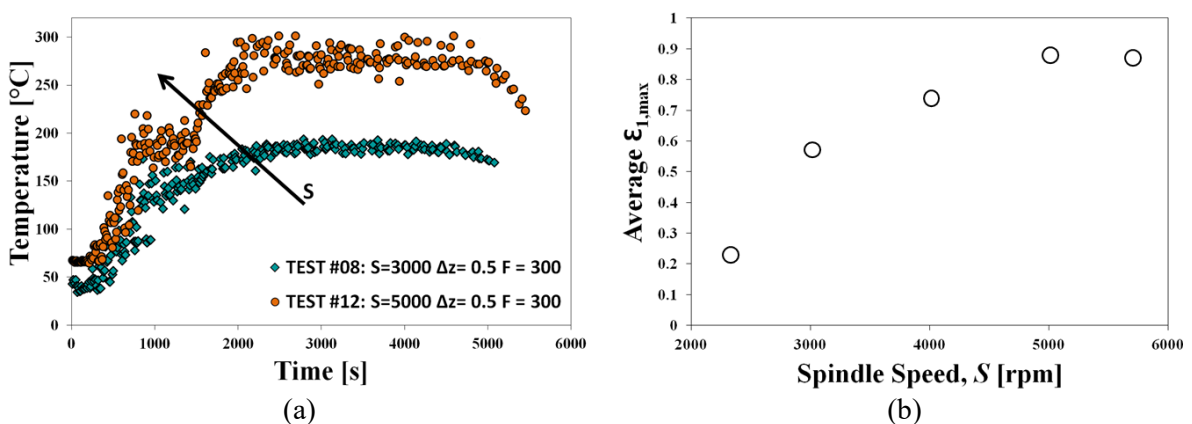 Temperature [°C]
300
250
200
150
100
50
0
0 1000 2000 3000 4000 5000 6000
Time [s]
S
TEST #08: S=3000 Δz= 0.5 F = 300
TEST #12: S=5000 Δz= 0.5 F = 300
(a)
Average ε1,max
1
0.9
0.8
0.7
0.6
0.5
0.4
0.3
0.2
0.1
0
2000 3000 4000 5000 6000
Spindle Speed, S [rpm]
(b)